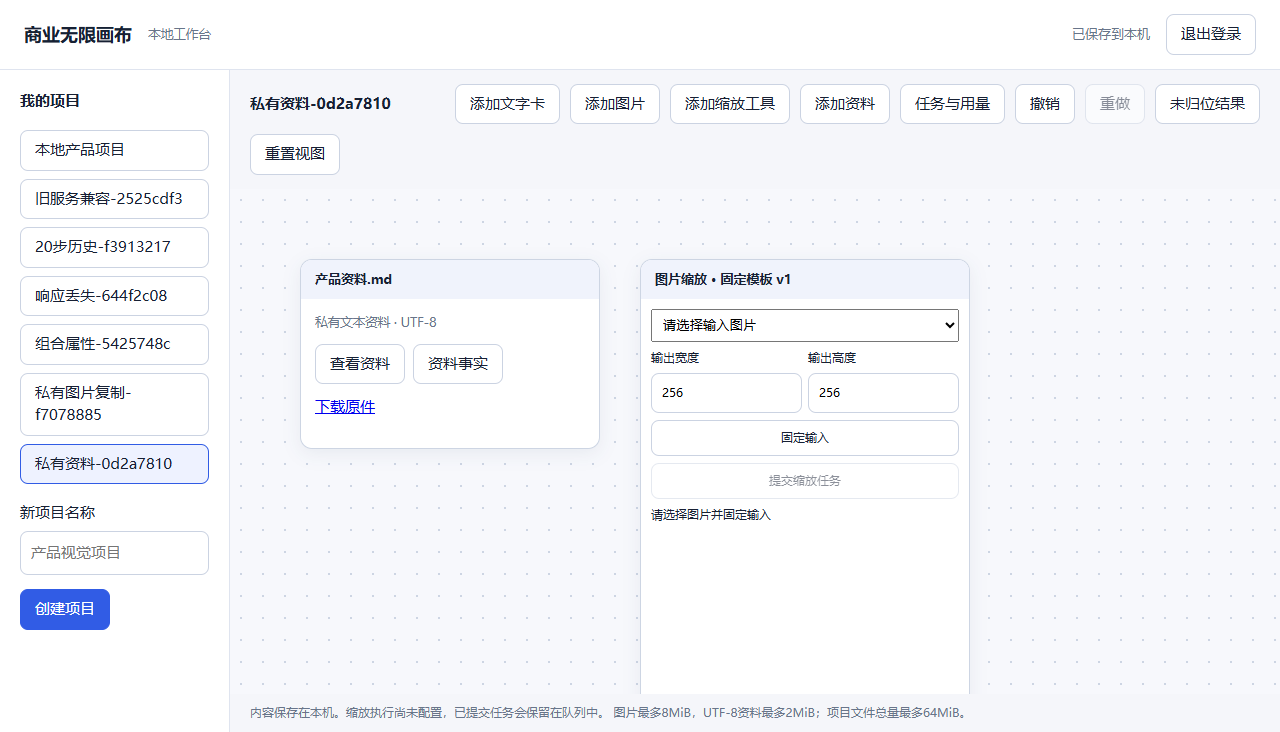 商业无限画布 本地工作台 已保存到本机 退出登录
我的项目
本地产品项目
旧服务兼容-2525cdf3
20步历史-f3913217
响应丢失-644f2c08
组合属性-5425748c
私有图片复制-
f7078885
私有资料-0d2a7810
新项目名称
产品视觉项目
创建项目
私有资料-0d2a7810 添加文字卡 添加图片 添加缩放工具 添加资料 任务与用量 撤销 重做 未归位结果
重置视图
产品资料.md
私有文本资料 · UTF-8
查看资料 资料事实
下载原件
图片缩放 • 固定模板 v1
请选择输入图片
输出宽度 输出高度
256 256
固定输入
提交缩放任务
请选择图片并固定输入
内容保存在本机。缩放执行尚未配置，已提交任务会保留在队列中。 图片最多8MiB，UTF-8资料最多2MiB；项目文件总量最多64MiB。